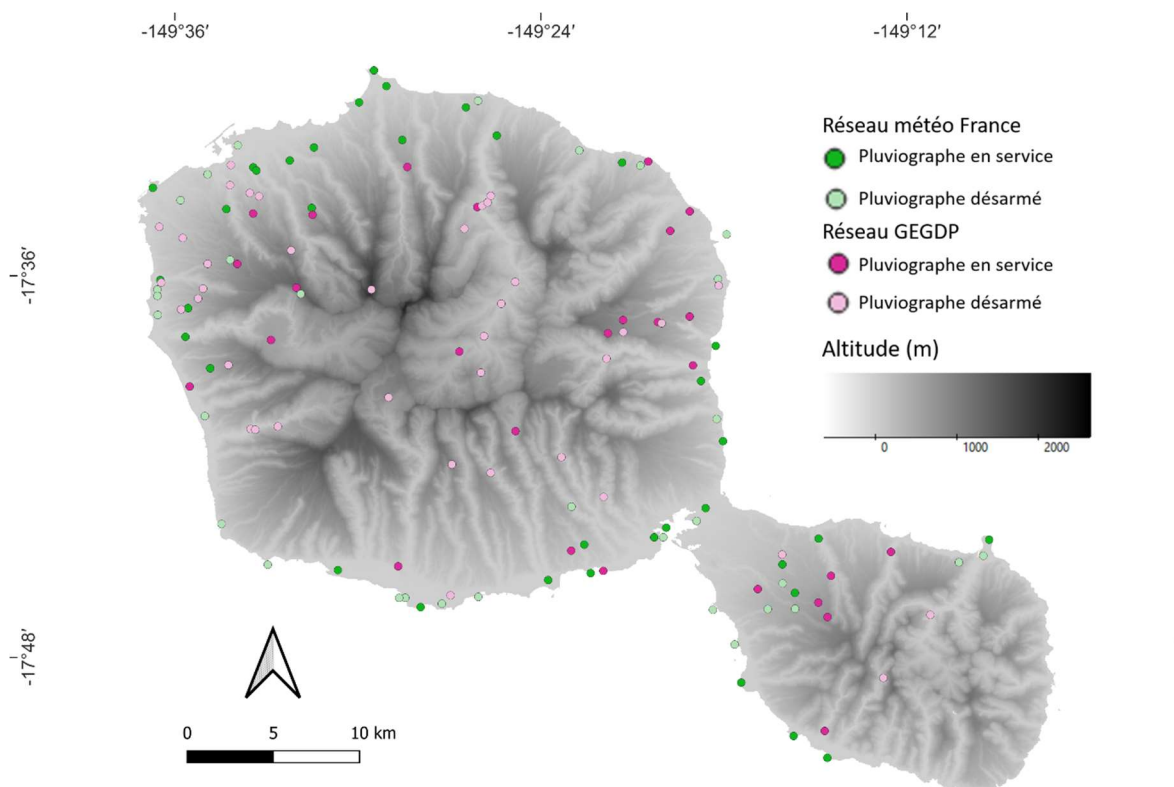 -149°36′ -149°24′ -149°12′
Réseau météo France
Pluviographe en service
Pluviographe désarmé
Réseau GEGDP
Pluviographe en service
Pluviographe désarmé
-17°36′
Altitude (m)
0 1000 2000
-17°48′
0 5 10 km